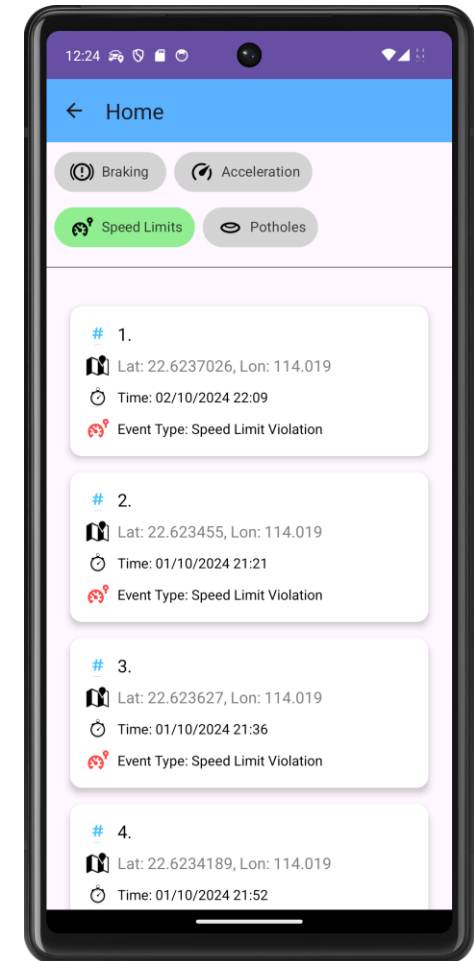 12:24
Home
Braking
Acceleration
Speed Limits
Potholes
# 1.
Lat: 22.6237026, Lon: 114.019
Time: 02/10/2024 22:09
Event Type: Speed Limit Violation
# 2.
Lat: 22.623455, Lon: 114.019
Time: 01/10/2024 21:21
Event Type: Speed Limit Violation
# 3.
Lat: 22.623627, Lon: 114.019
Time: 01/10/2024 21:36
Event Type: Speed Limit Violation
# 4.
Lat: 22.6234189, Lon: 114.019
Time: 01/10/2024 21:52